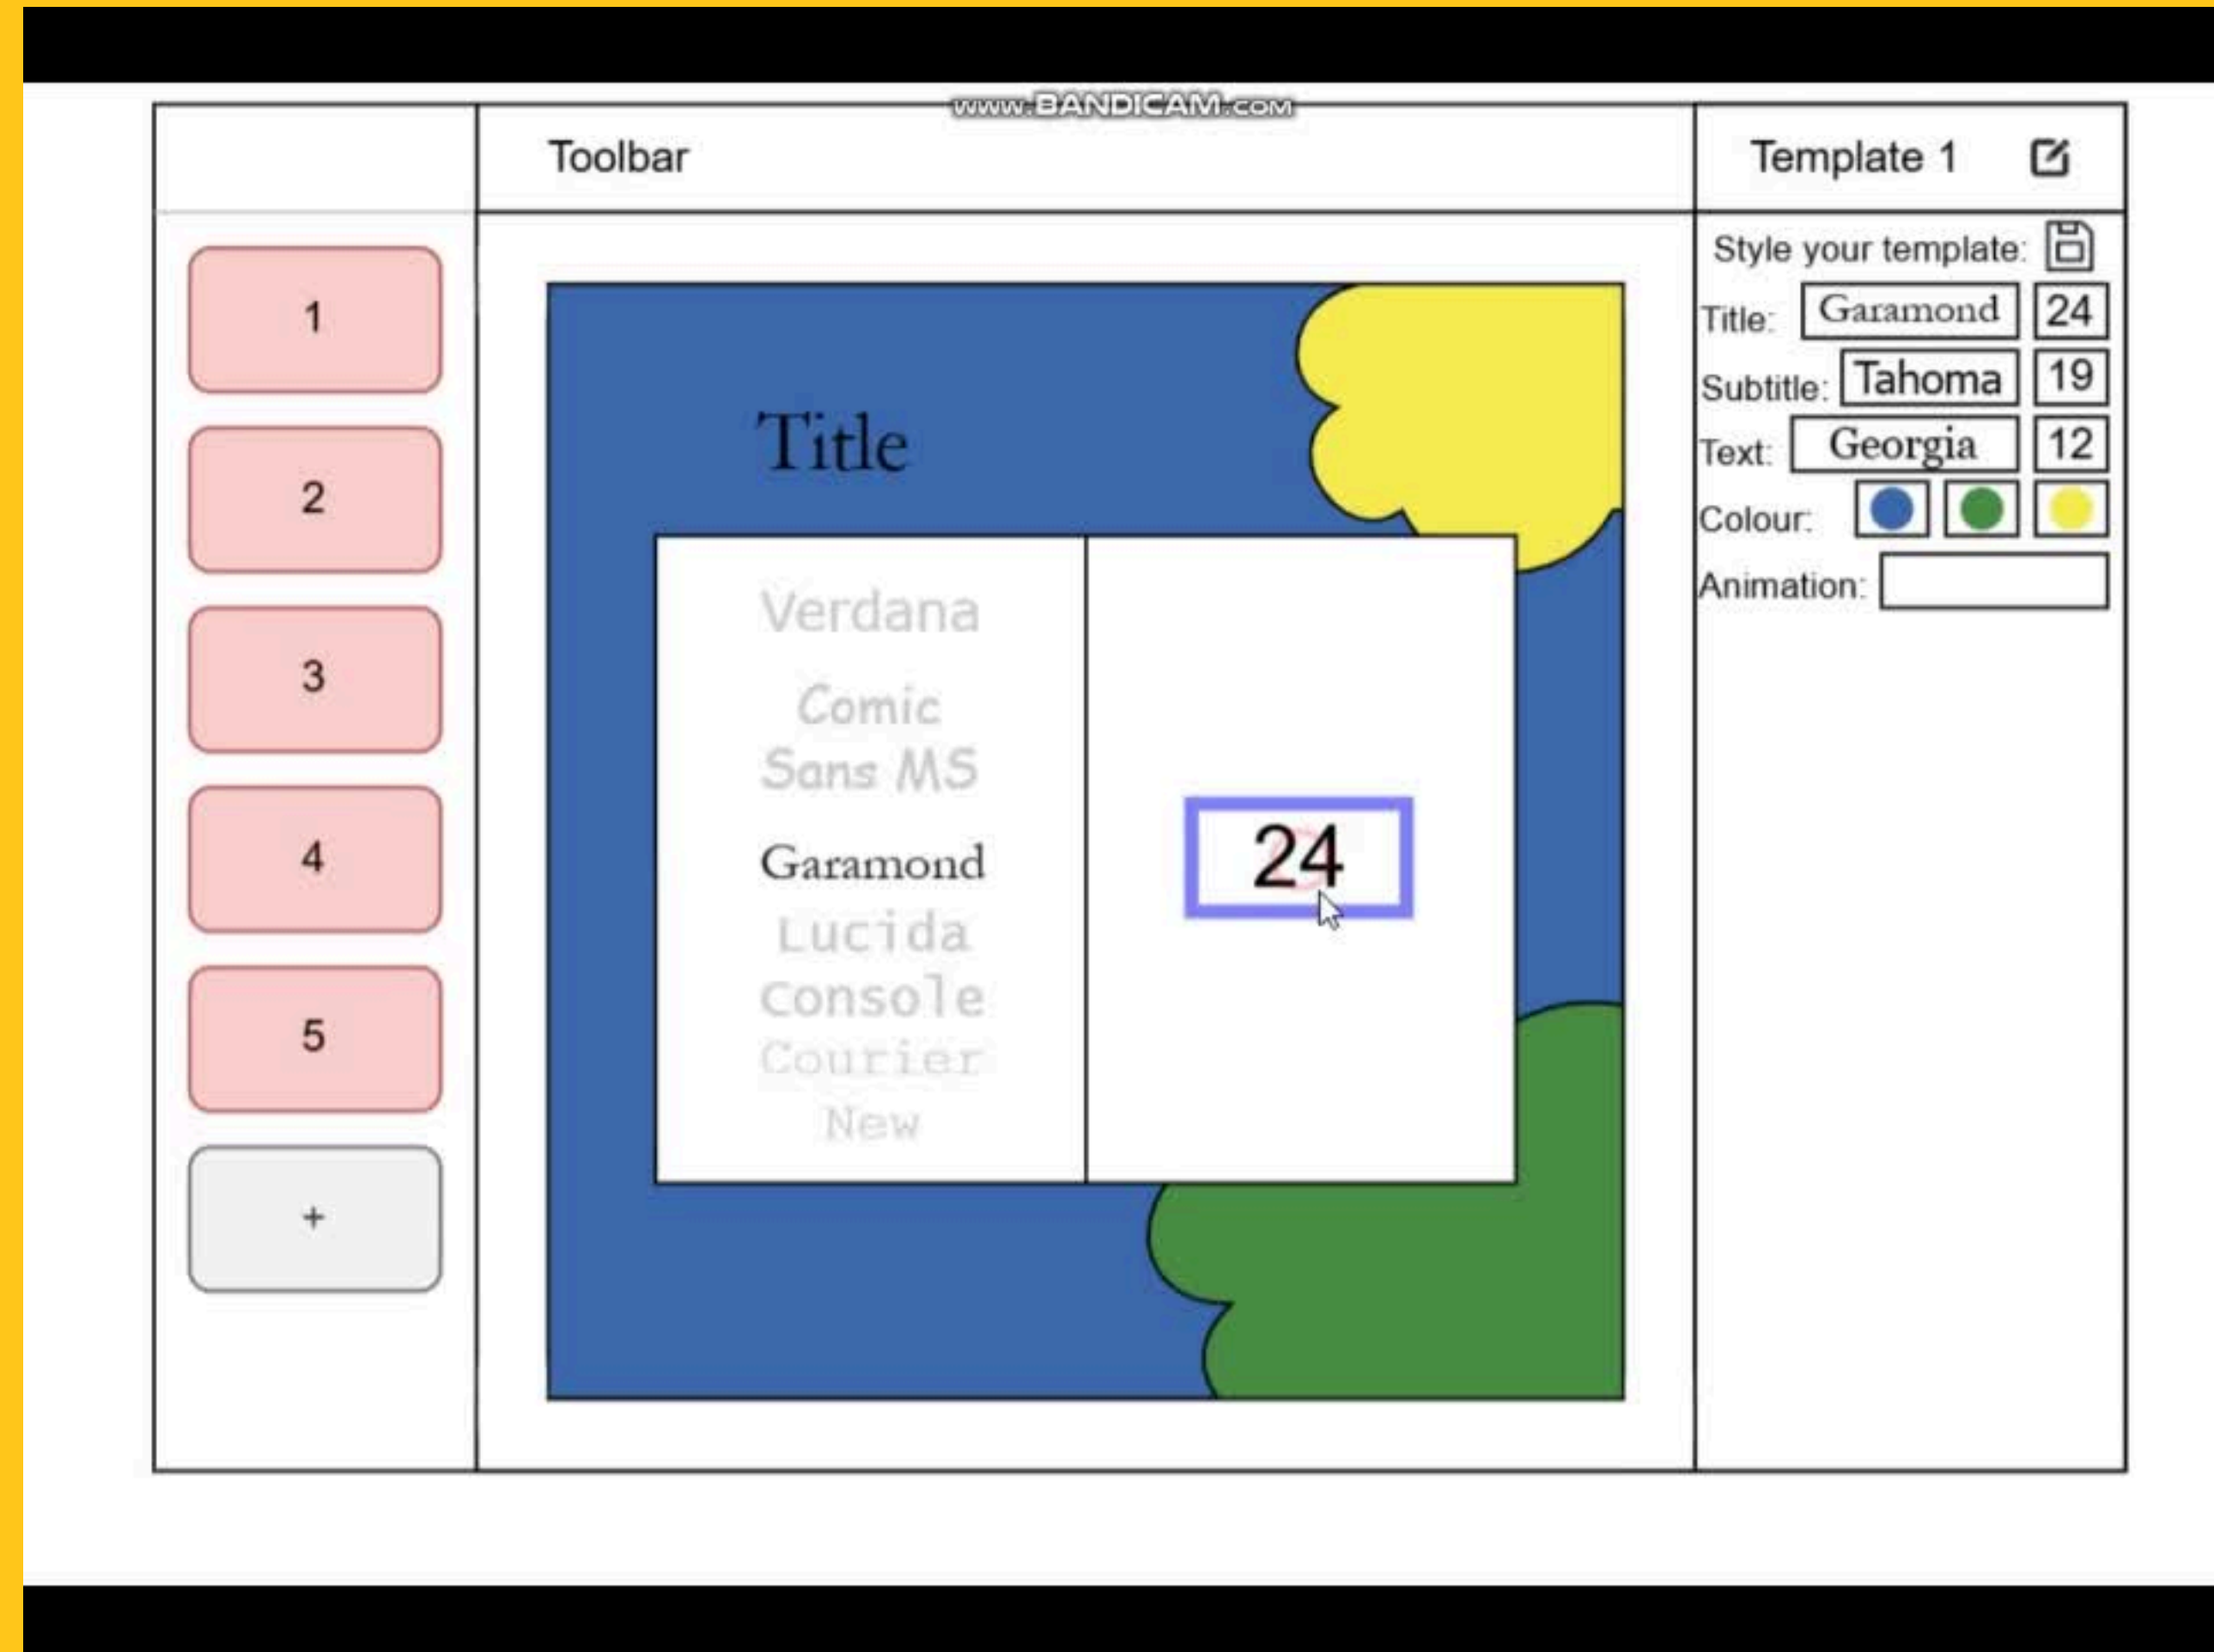 www.BANDICAM.com
Toolbar
Template 1
1
2
3
4
5
+
Title
Verdana
Comic
Sans MS
Garamond
Lucida
Console
Courier
New
24
Style your template:
Title: Garamond 24
Subtitle: Tahoma 19
Text: Georgia 12
Colour:
Animation: